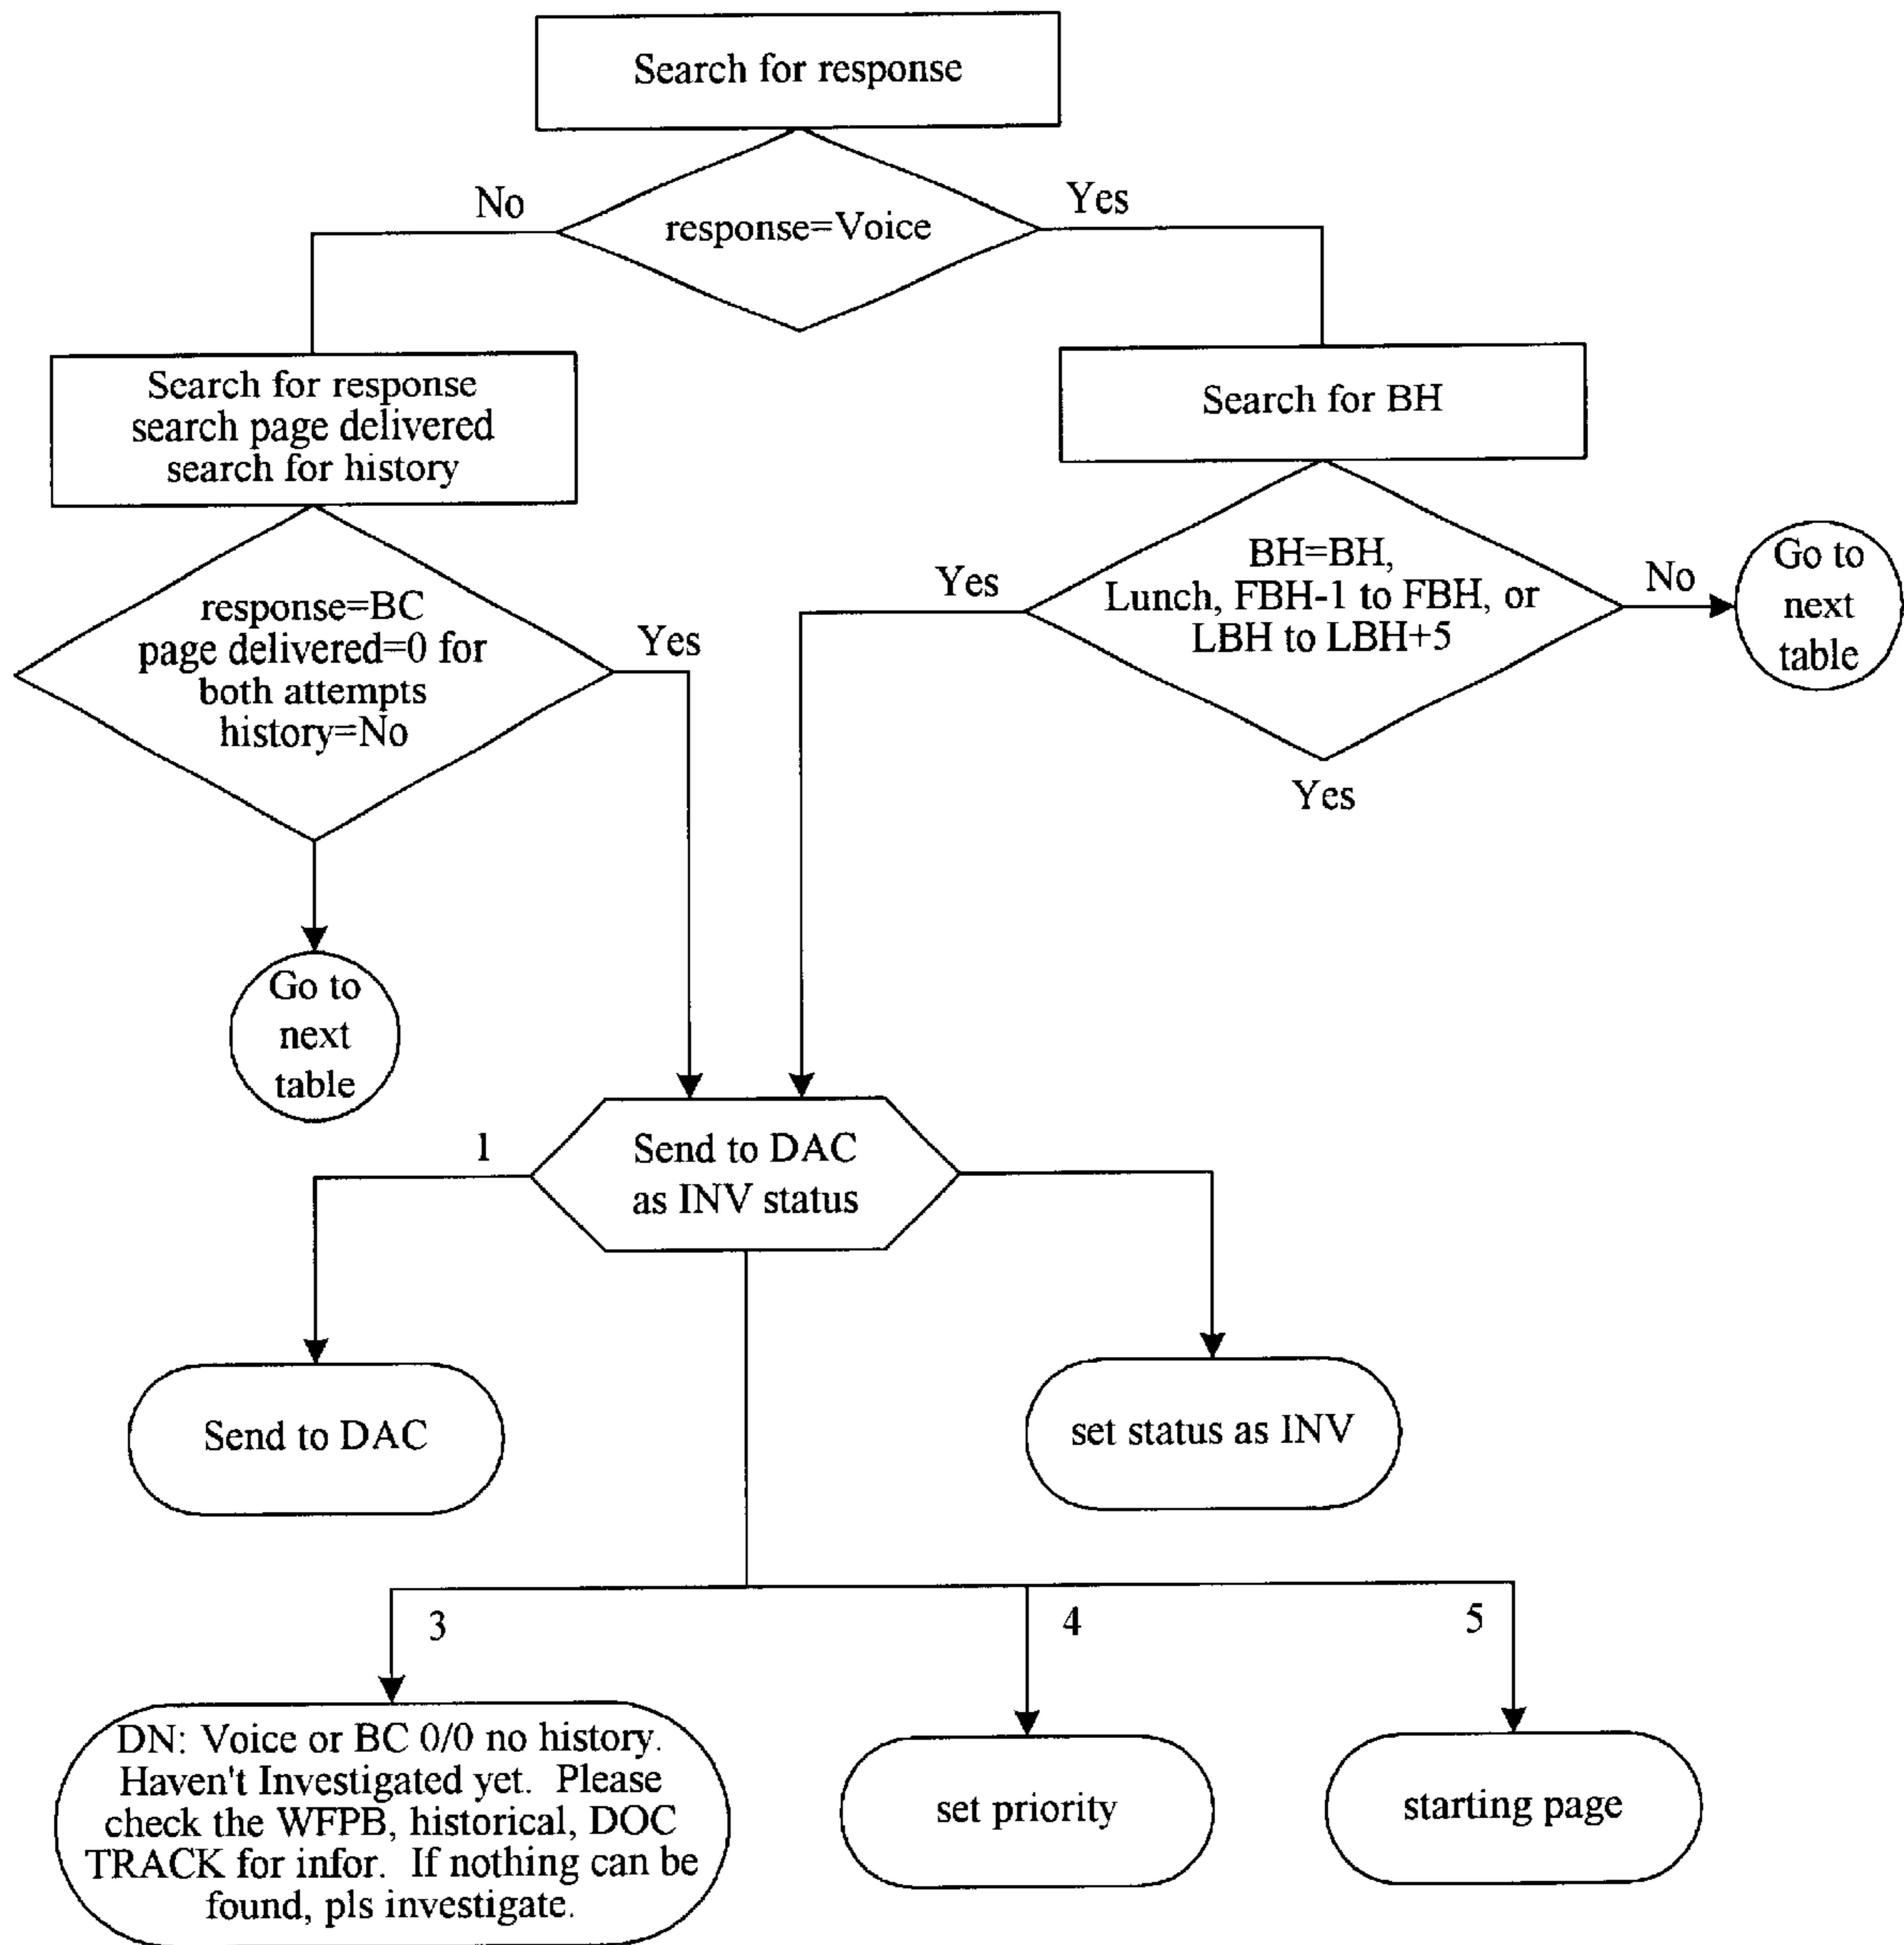 Search for response
No
response=Voice
Yes
Search for response
search page delivered
search for history
Search for BH
response=BC
page delivered=0 for
both attempts
history=No
Yes
Yes
BH=BH,
Lunch, FBH-1 to FBH, or
LBH to LBH+5
No
Go to
next
table
Yes
Go to
next
table
1
Send to DAC
as INV status
Send to DAC
set status as INV
3
4
5
DN: Voice or BC 0/0 no history.
Haven't Investigated yet. Please
check the WFPB, historical, DOC
TRACK for infor. If nothing can be
found, pls investigate.
set priority
starting page